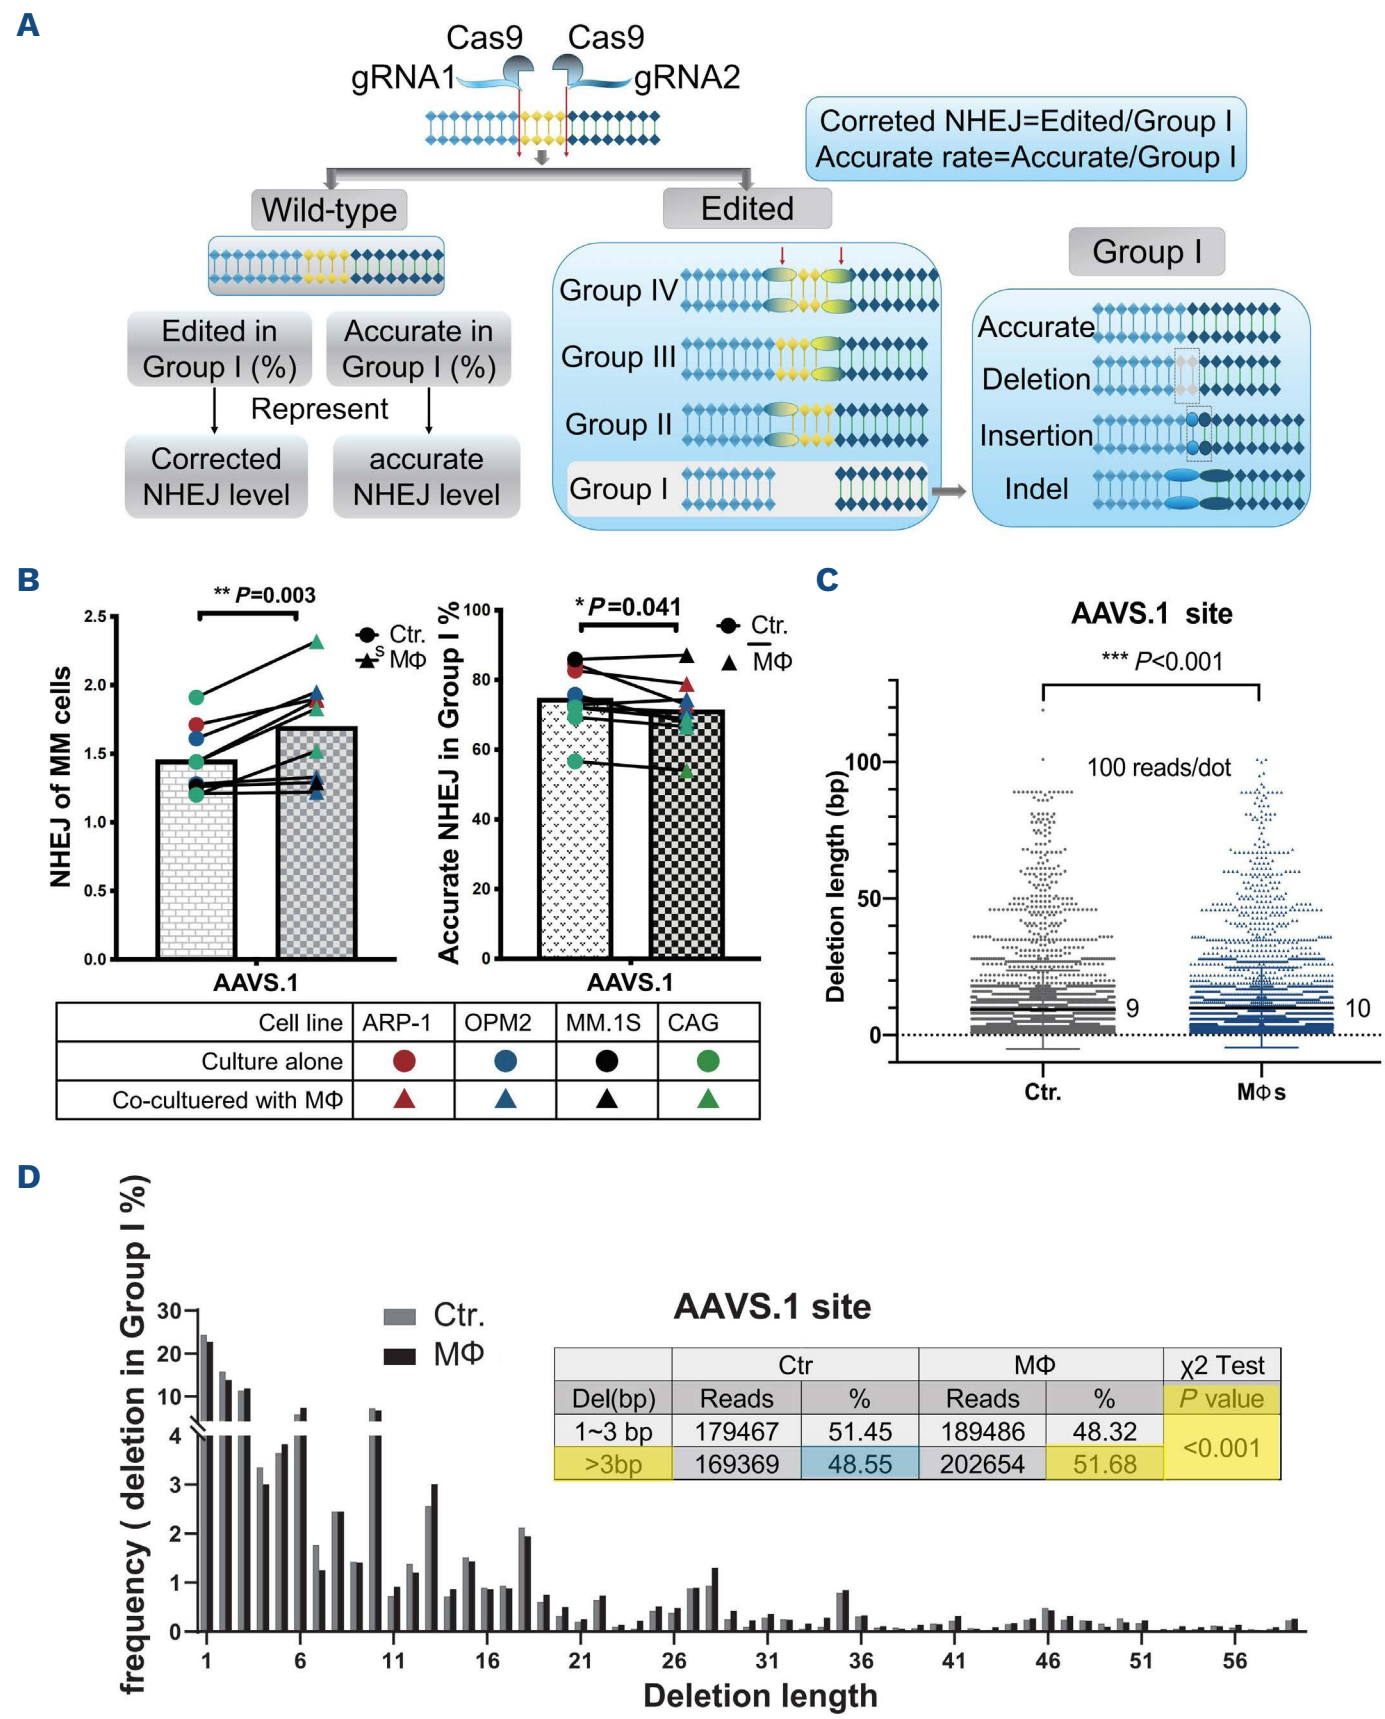 A
Cas9 Cas9
gRNA1 gRNA2
Correted NHEJ=Edited/Group I
Accurate rate=Accurate/Group I
Wild-type
Edited
Group I
Group IV
Group III
Group II
Group I
Accurate
Deletion
Insertion
Indel
Edited in
Group I (%)
Accurate in
Group I (%)
Represent
Corrected
NHEJ level
accurate
NHEJ level
B
NHEJ of MM cells
2.5
2.0
1.5
1.0
0.5
0.0
** P=0.003
Ctr.
s MΦ
AAVS.1
Accurate NHEJ in Group I %
100
80
60
40
20
0
* P=0.041
Ctr.
MΦ
AAVS.1
Cell line ARP-1 OPM2 MM.1S CAG
Culture alone
Co-cultuered with MΦ
C
AAVS.1 site
*** P<0.001
100 reads/dot
Deletion length (bp)
100
50
0
9
10
Ctr. MΦs
D
frequency ( deletion in Group I %)
30
20
10
4
3
2
1
0
Ctr.
MΦ
AAVS.1 site
Ctr MΦ χ2 Test
Del(bp) Reads % Reads % P value
1~3 bp 179467 51.45 189486 48.32 <0.001
>3bp 169369 48.55 202654 51.68
1 6 11 16 21 26 31 36 41 46 51 56
Deletion length